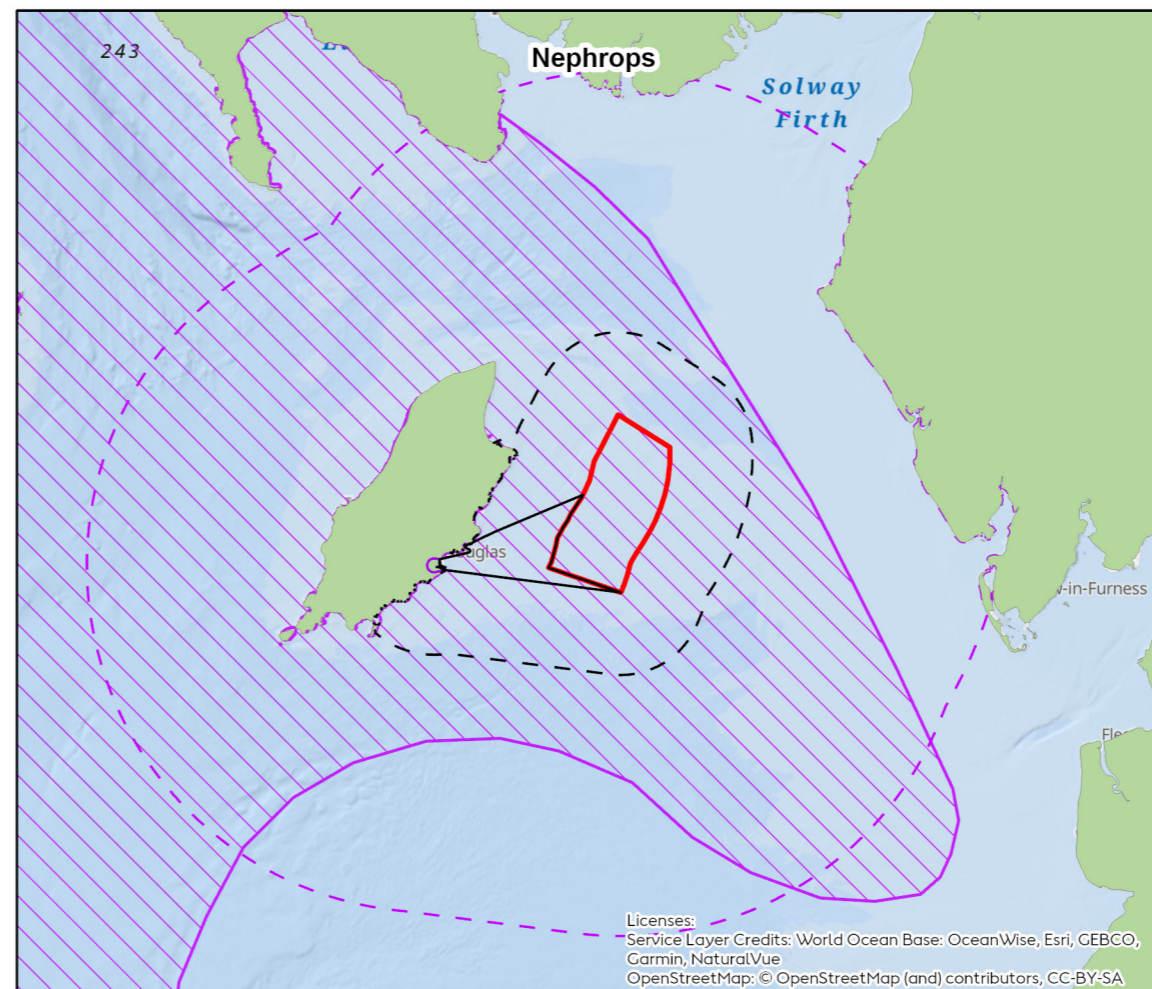 243
Nephrops
Solway
Firth
uglas
-in-Furness
Fle
Licenses:
Service Layer Credits: World Ocean Base: OceanWise, Esri, GEBCO,
Garmin, NaturalVue
OpenStreetMap: © OpenStreetMap (and) contributors, CC-BY-SA